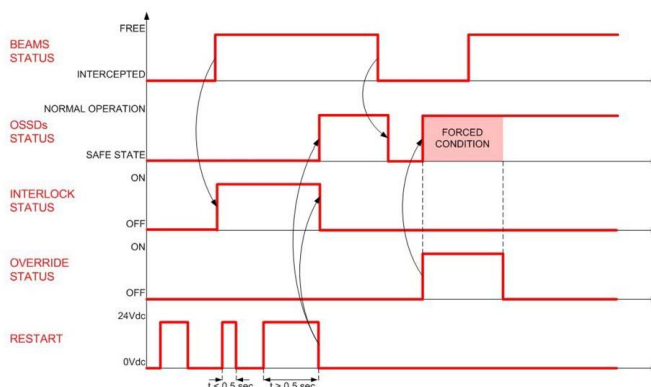 FREE
BEAMS
STATUS
INTERCEPTED
NORMAL OPERATION
OSSDs
STATUS
FORCED
CONDITION
SAFE STATE
ON
INTERLOCK
STATUS
OFF
ON
OVERRIDE
STATUS
OFF
24Vdc
RESTART
0Vdc
t < 0.5 sec t > 0.5 sec